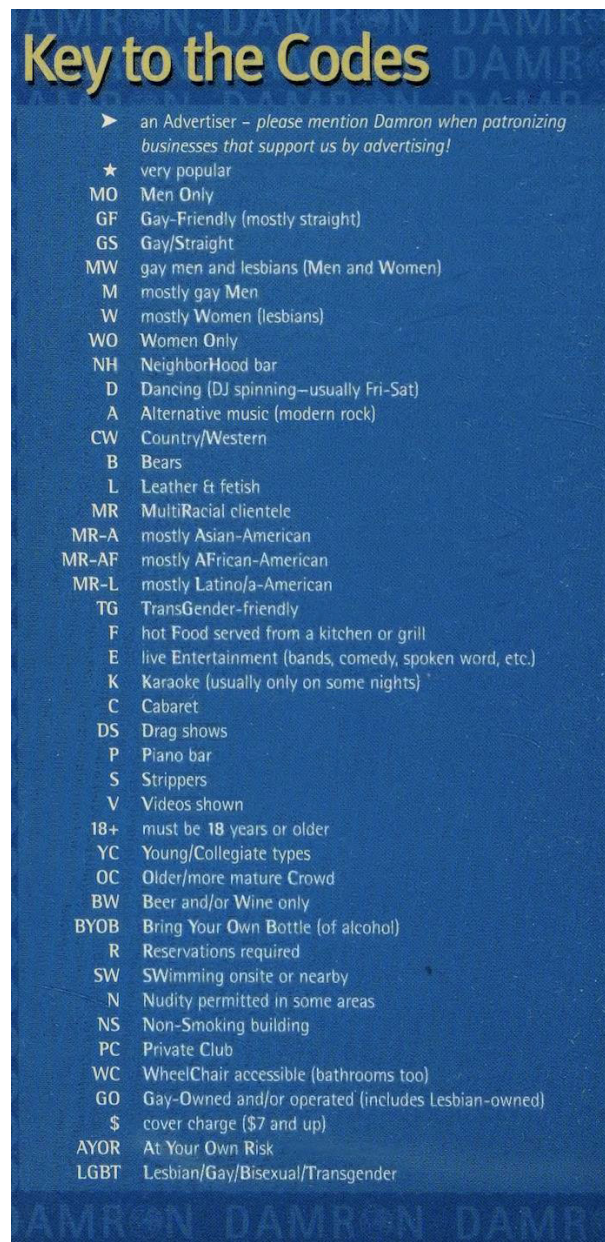 DAMRON DAMRON DAMR
Key to the Codes
➤ an Advertiser – please mention Damron when patronizing
businesses that support us by advertising!
★ very popular
MO Men Only
GF Gay-Friendly (mostly straight)
GS Gay/Straight
MW gay men and lesbians (Men and Women)
M mostly gay Men
W mostly Women (lesbians)
WO Women Only
NH NeighborHood bar
D Dancing (DJ spinning—usually Fri-Sat)
A Alternative music (modern rock)
CW Country/Western
B Bears
L Leather & fetish
MR MultiRacial clientele
MR-A mostly Asian-American
MR-AF mostly AFrican-American
MR-L mostly Latino/a-American
TG TransGender-friendly
F hot Food served from a kitchen or grill
E live Entertainment (bands, comedy, spoken word, etc.)
K Karaoke (usually only on some nights)
C Cabaret
DS Drag shows
P Piano bar
S Strippers
V Videos shown
18+ must be 18 years or older
YC Young/Collegiate types
OC Older/more mature Crowd
BW Beer and/or Wine only
BYOB Bring Your Own Bottle (of alcohol)
R Reservations required
SW SWimming onsite or nearby
N Nudity permitted in some areas
NS Non-Smoking building
PC Private Club
WC WheelChair accessible (bathrooms too)
GO Gay-Owned and/or operated (includes Lesbian-owned)
$ cover charge ($7 and up)
AYOR At Your Own Risk
LGBT Lesbian/Gay/Bisexual/Transgender
DAMRON DAMRON DAMR